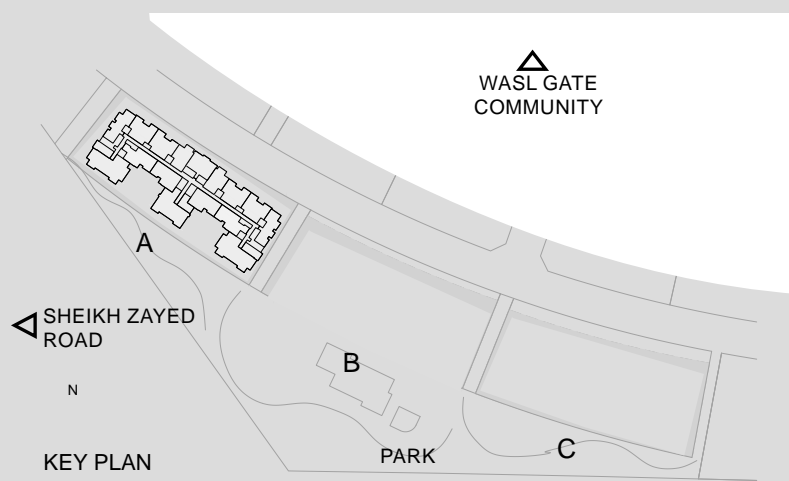 WASL GATE
COMMUNITY
A
SHEIKH ZAYED
ROAD
B
N
C
PARK
KEY PLAN